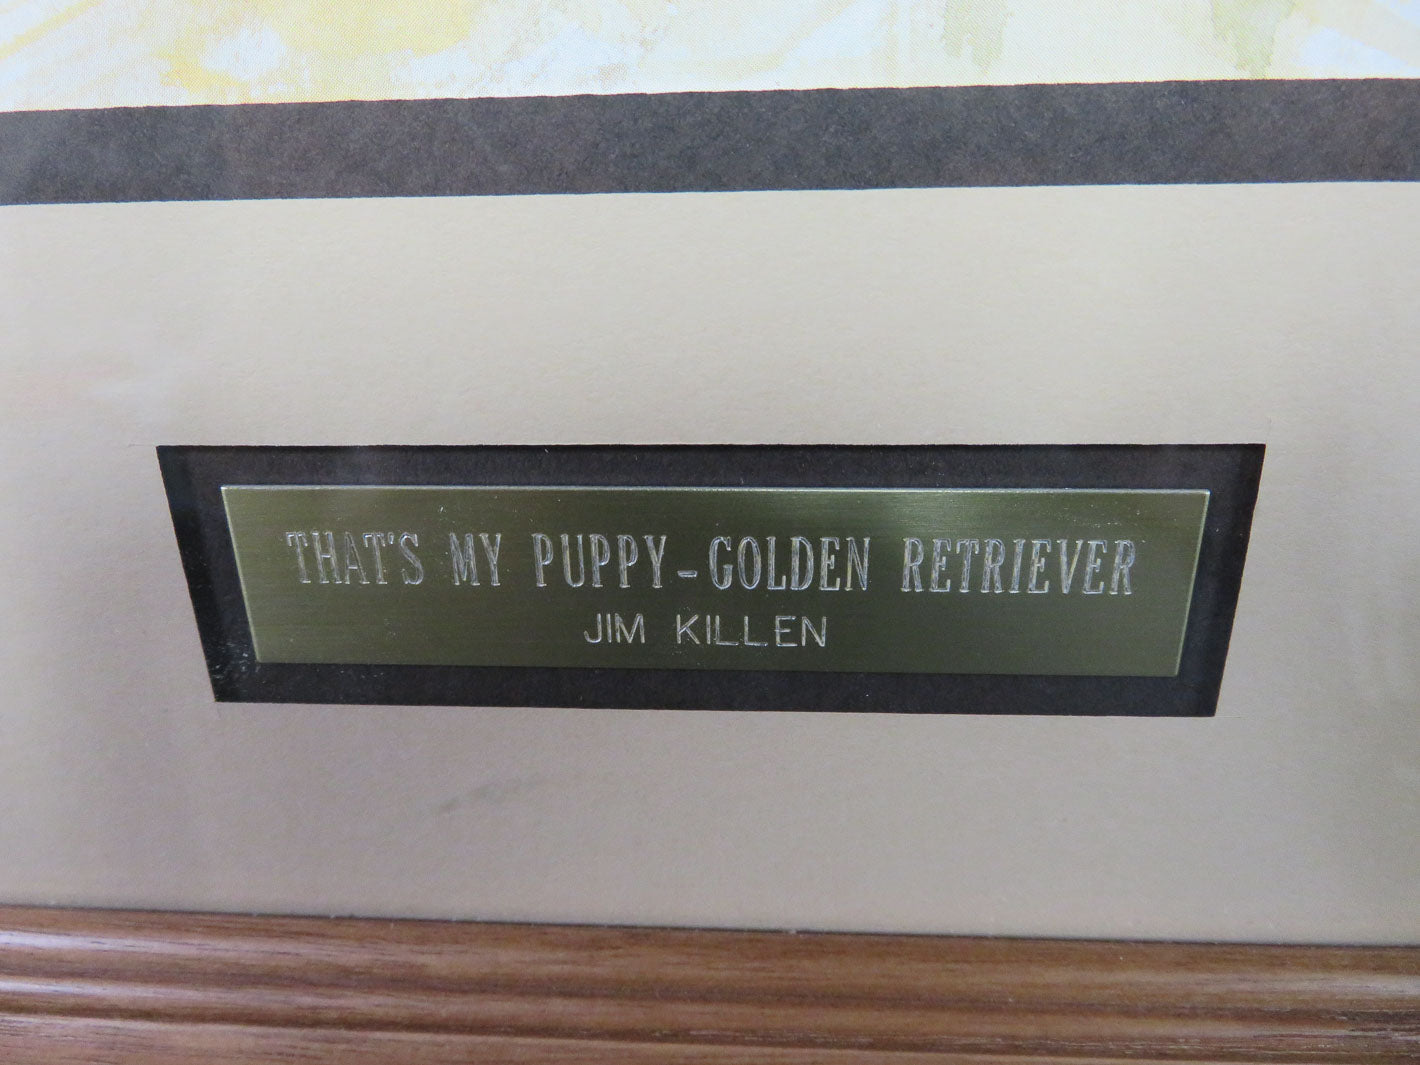 THAT'S MY PUPPY - GOLDEN RETRIEVER
JIM KILLEN